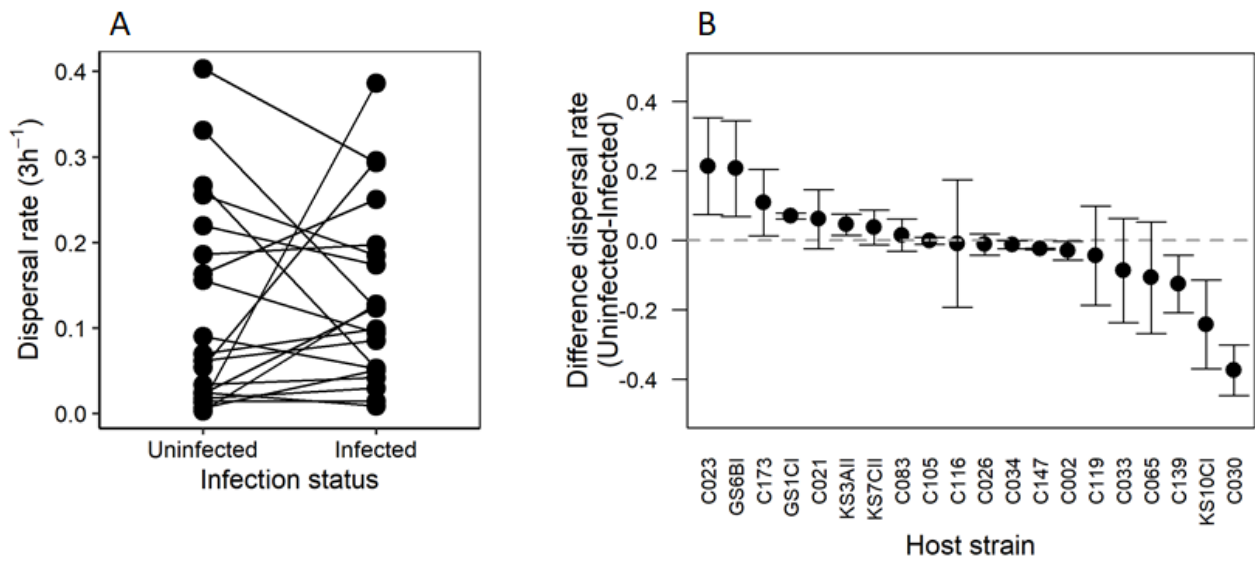 A
Dispersal rate (3h⁻¹)
0.4
0.3
0.2
0.1
0.0
Uninfected
Infected
Infection status
B
Difference dispersal rate
(Uninfected-Infected)
0.4
0.2
0.0
-0.2
-0.4
C023
GS6BI
C173
GS1CI
C021
KS3AII
KS7CII
C083
C105
C116
C026
C034
C147
C002
C119
C033
C065
C139
KS10CI
C030
Host strain